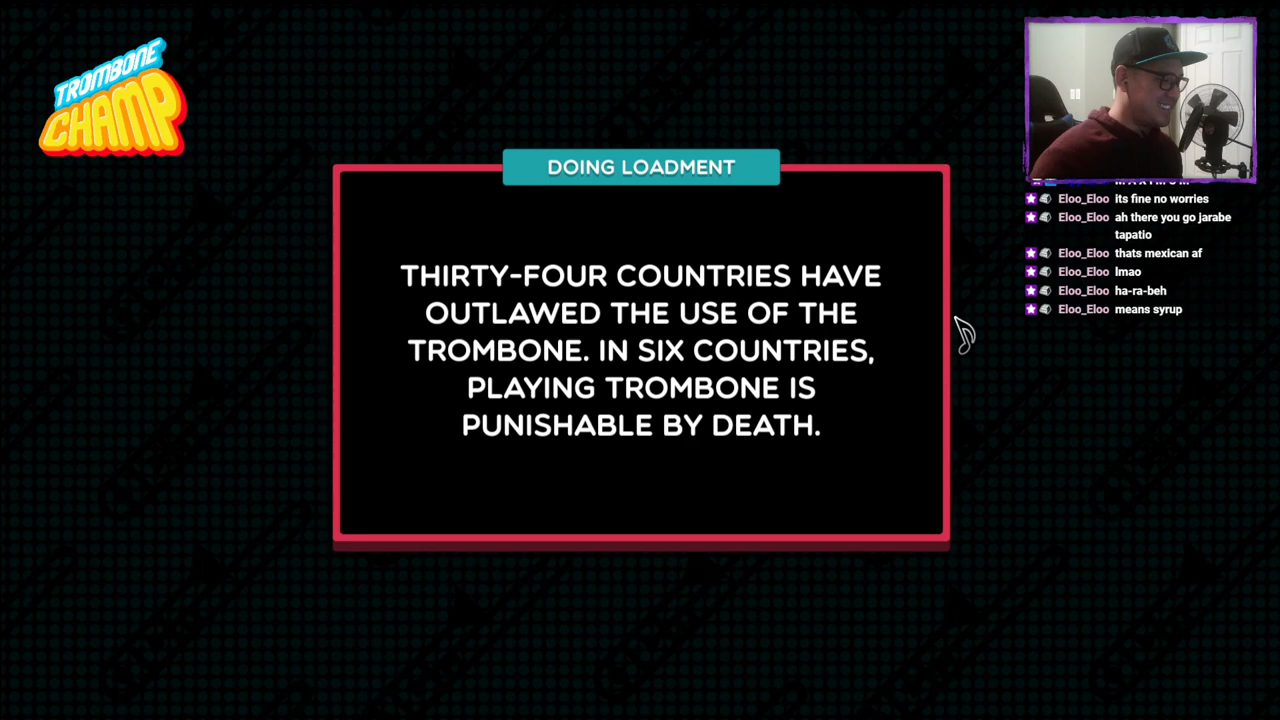 TROMBONE
CHAMP
DOING LOADMENT
THIRTY-FOUR COUNTRIES HAVE
OUTLAWED THE USE OF THE
TROMBONE. IN SIX COUNTRIES,
PLAYING TROMBONE IS
PUNISHABLE BY DEATH.
Eloo_Eloo its fine no worries
Eloo_Eloo ah there you go jarabe
tapatio
Eloo_Eloo thats mexican af
Eloo_Eloo lmao
Eloo_Eloo ha-ra-beh
Eloo_Eloo means syrup